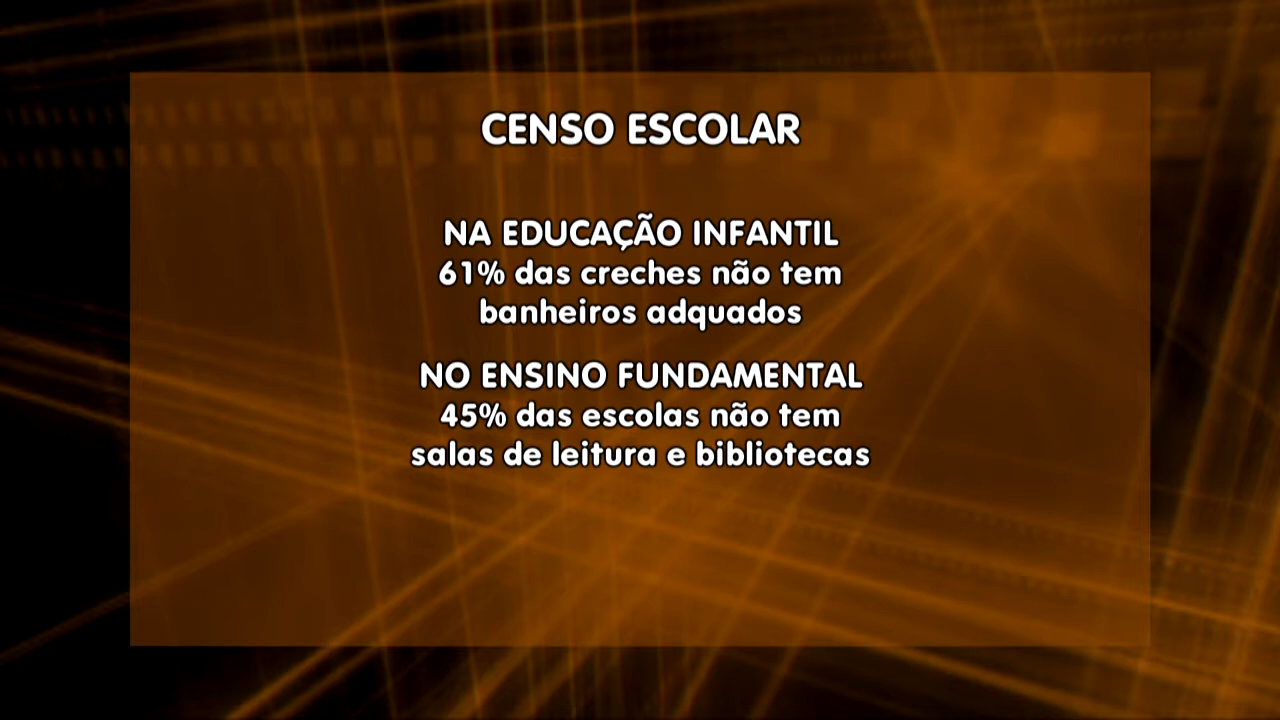 CENSO ESCOLAR
NA EDUCAÇÃO INFANTIL
61% das creches não tem
banheiros adquados
NO ENSINO FUNDAMENTAL
45% das escolas não tem
salas de leitura e bibliotecas